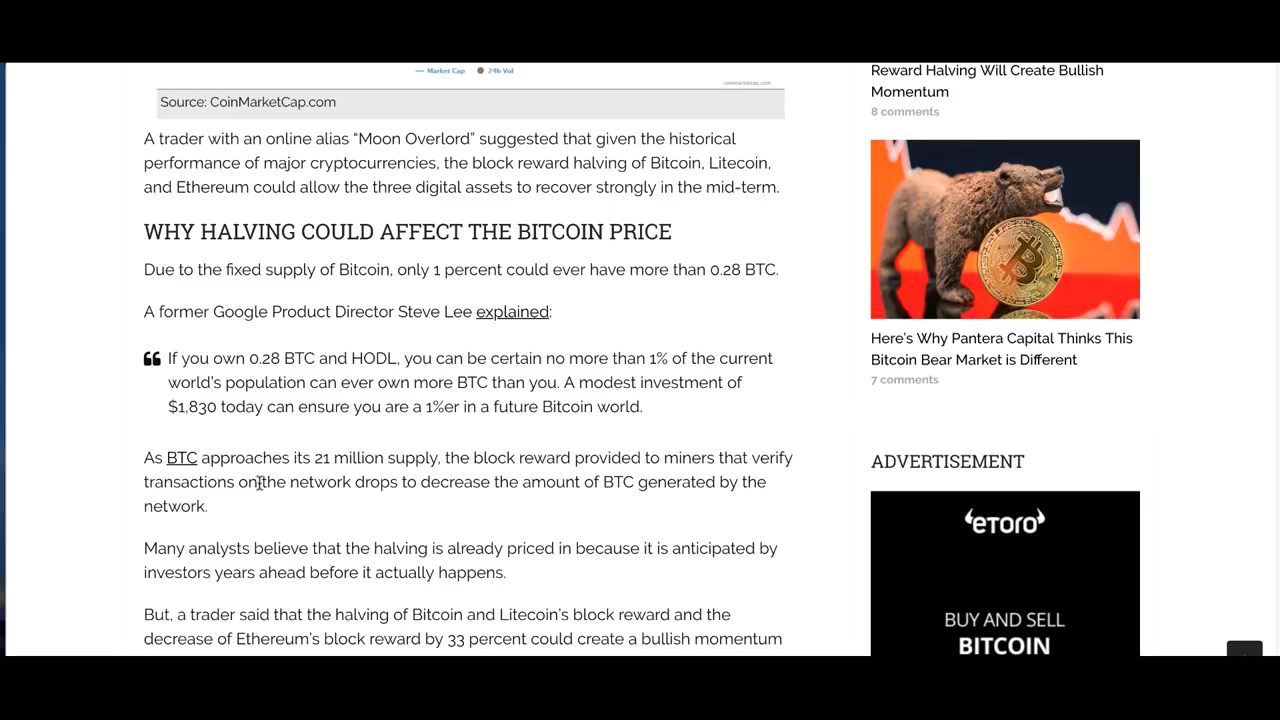 Market Cap 24h Vol
coinmarketcap.com
Source: CoinMarketCap.com
A trader with an online alias “Moon Overlord” suggested that given the historical
performance of major cryptocurrencies, the block reward halving of Bitcoin, Litecoin,
and Ethereum could allow the three digital assets to recover strongly in the mid-term.
WHY HALVING COULD AFFECT THE BITCOIN PRICE
Due to the fixed supply of Bitcoin, only 1 percent could ever have more than 0.28 BTC.
A former Google Product Director Steve Lee explained:
“ If you own 0.28 BTC and HODL, you can be certain no more than 1% of the current
world’s population can ever own more BTC than you. A modest investment of
$1,830 today can ensure you are a 1%er in a future Bitcoin world.
As BTC approaches its 21 million supply, the block reward provided to miners that verify
transactions on the network drops to decrease the amount of BTC generated by the
network.
Many analysts believe that the halving is already priced in because it is anticipated by
investors years ahead before it actually happens.
But, a trader said that the halving of Bitcoin and Litecoin’s block reward and the
decrease of Ethereum’s block reward by 33 percent could create a bullish momentum
Reward Halving Will Create Bullish
Momentum
8 comments
Here’s Why Pantera Capital Thinks This
Bitcoin Bear Market is Different
7 comments
ADVERTISEMENT
eToro
BUY AND SELL
BITCOIN